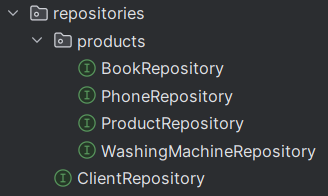 repositories
products
BookRepository
PhoneRepository
ProductRepository
WashingMachineRepository
ClientRepository